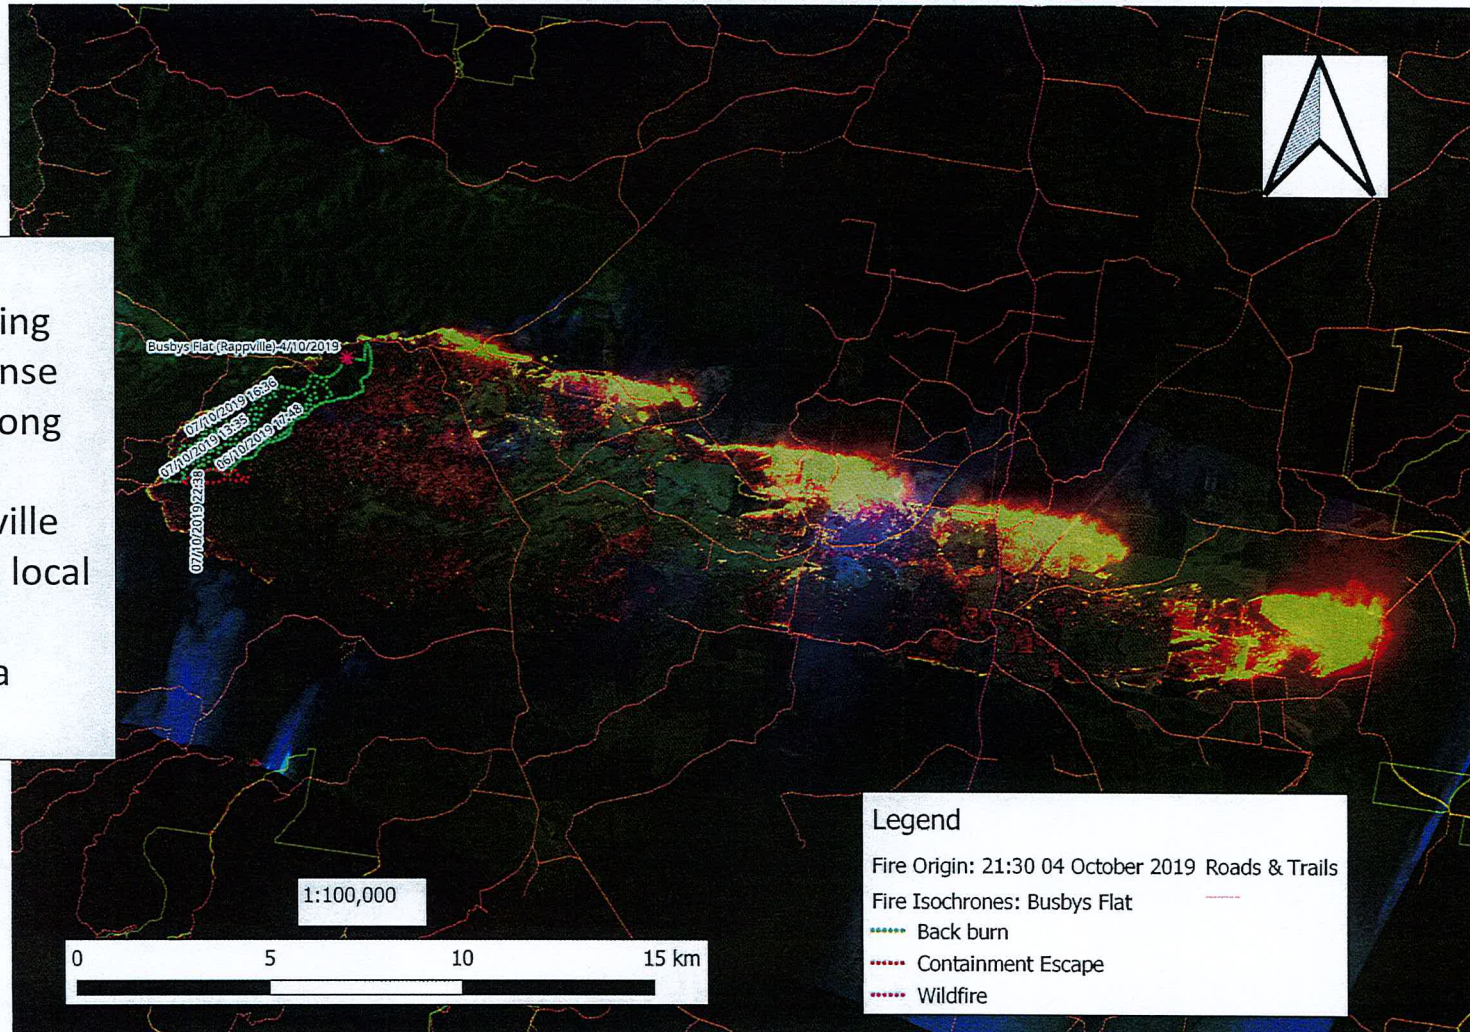 ing
nse
ong
ville
local
a
Busbys Flat (Rappville)-4/10/2019
07/10/2019 16:36
07/10/2019 13:35
06/10/2019 17:48
07/10/2019 22:38
1:100,000
0 5 10 15 km
Legend
Fire Origin: 21:30 04 October 2019 Roads & Trails
Fire Isochrones: Busbys Flat
Back burn
Containment Escape
Wildfire